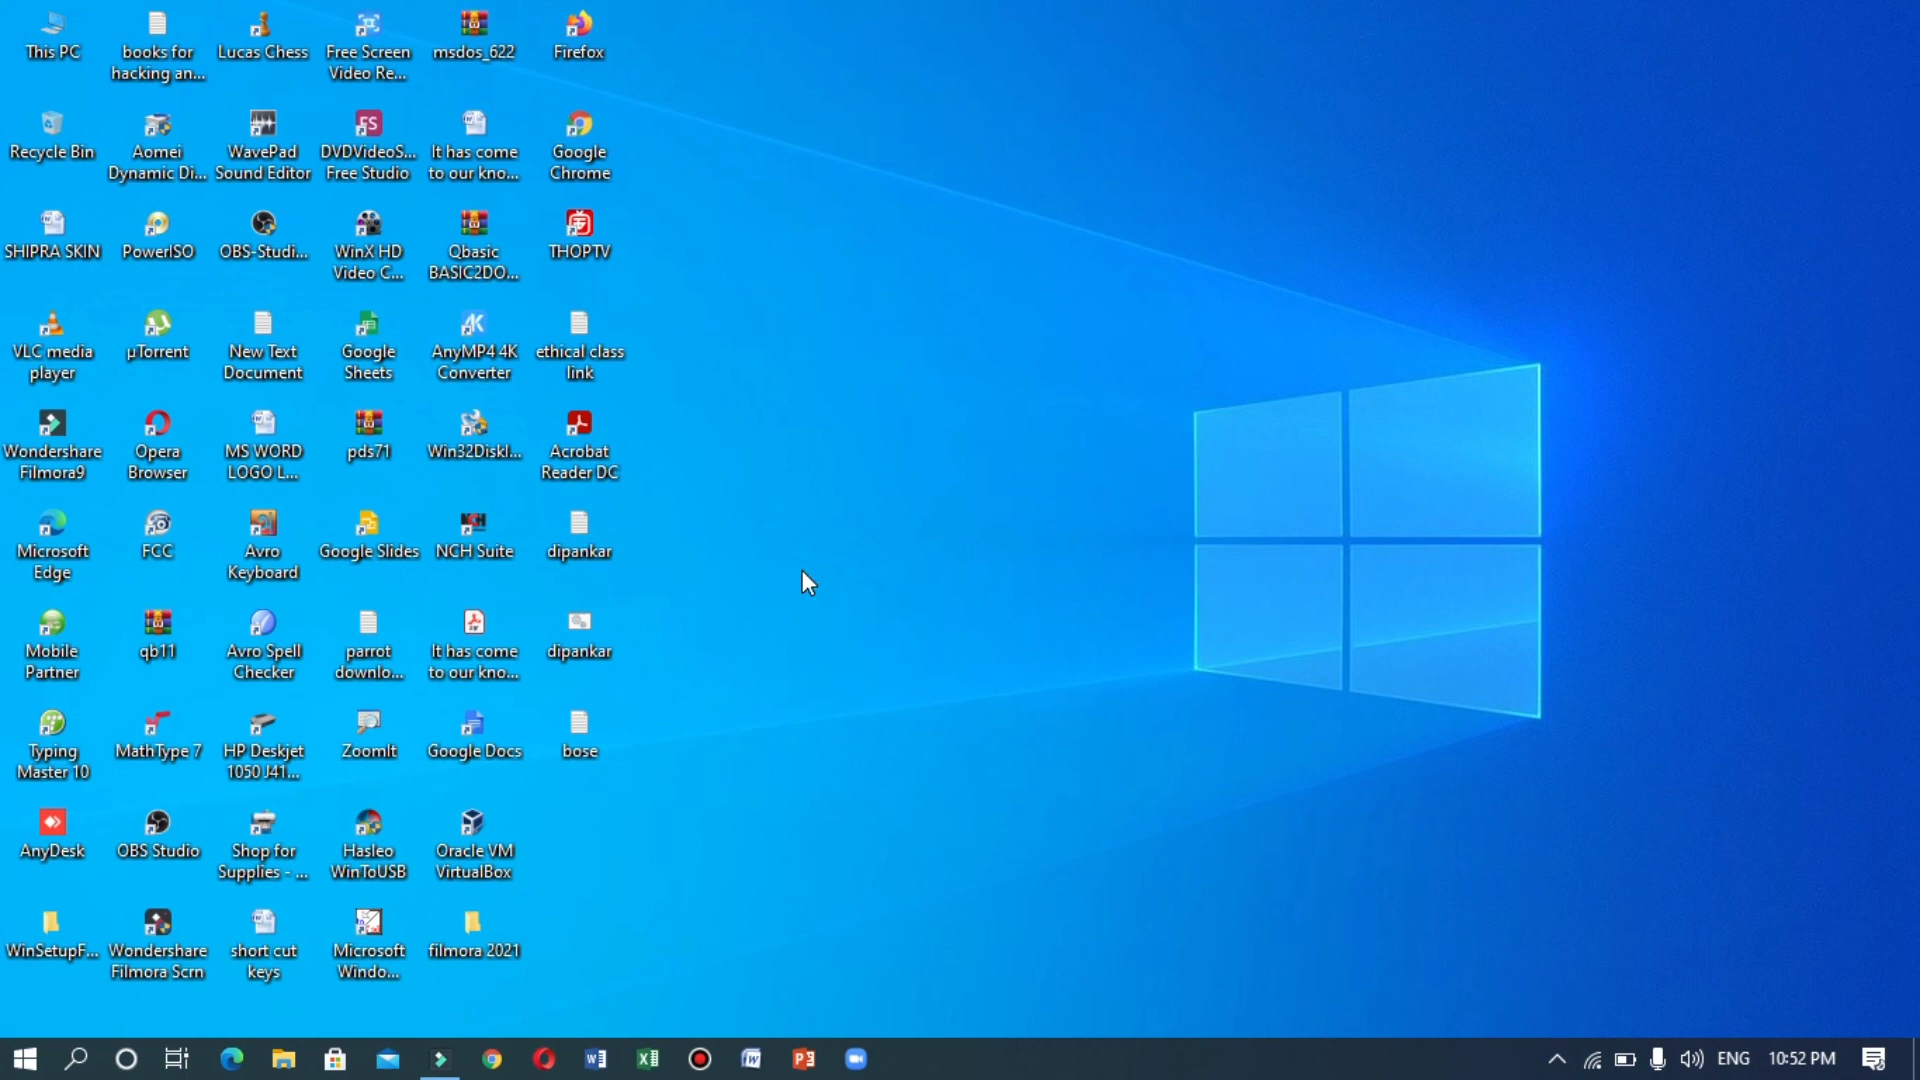 This PC
books for
hacking an...
Lucas Chess
Free Screen
Video Re...
msdos_622
Firefox
Recycle Bin
Aomei
Dynamic Di...
WavePad
Sound Editor
FS
DVDVideoS...
Free Studio
It has come
to our kno...
Google
Chrome
SHIPRA SKIN
PowerISO
OBS-Studi...
WinX HD
Video C...
Qbasic
BASIC2DO...
THOPTV
VLC media
player
µTorrent
New Text
Document
Google
Sheets
AnyMP4 4K
Converter
ethical class
link
Wondershare
Filmora9
Opera
Browser
MS WORD
LOGO L...
pds71
Win32DiskI...
Acrobat
Reader DC
Microsoft
Edge
FCC
Avro
Keyboard
Google Slides
NCH
NCH Suite
dipankar
Mobile
Partner
qb11
Avro Spell
Checker
parrot
downlo...
It has come
to our kno...
dipankar
Typing
Master 10
MathType 7
HP Deskjet
1050 J41...
ZoomIt
Google Docs
bose
AnyDesk
OBS Studio
Shop for
Supplies - ...
Hasleo
WinToUSB
Oracle VM
VirtualBox
WinSetupF...
Wondershare
Filmora Scrn
short cut
keys
Microsoft
Windo...
filmora 2021
ENG
10:52 PM